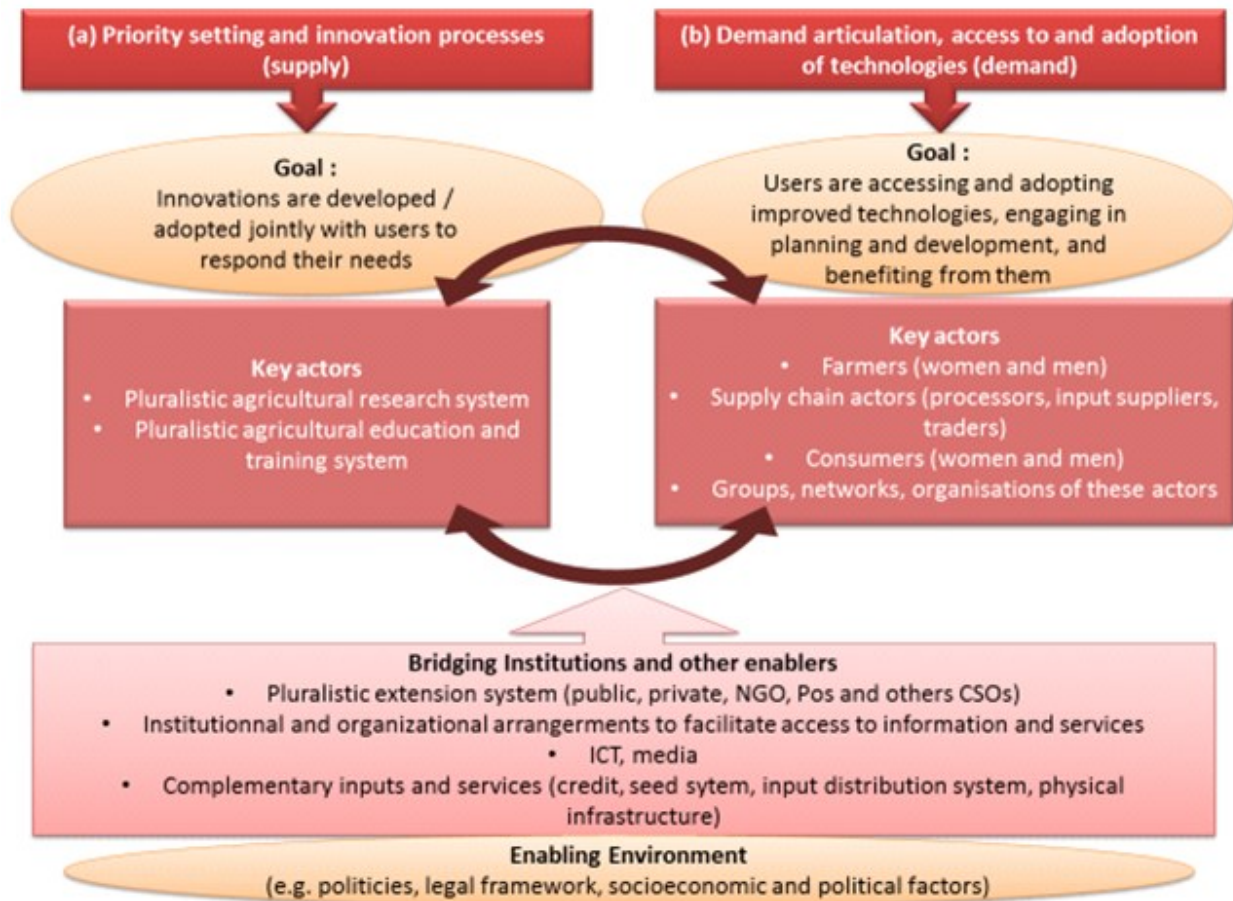 (a) Priority setting and innovation processes
(supply)
Goal :
Innovations are developed /
adopted jointly with users to
respond their needs
Key actors
• Pluralistic agricultural research system
• Pluralistic agricultural education and
training system
(b) Demand articulation, access to and adoption
of technologies (demand)
Goal :
Users are accessing and adopting
improved technologies, engaging in
planning and development, and
benefiting from them
Key actors
• Farmers (women and men)
• Supply chain actors (processors, input suppliers,
traders)
• Consumers (women and men)
• Groups, networks, organisations of these actors
Bridging Institutions and other enablers
• Pluralistic extension system (public, private, NGO, Pos and others CSOs)
• Institutionnal and organizational arrangerments to facilitate access to information and services
• ICT, media
• Complementary inputs and services (credit, seed sytem, input distribution system, physical
infrastructure)
Enabling Environment
(e.g. politicies, legal framework, socioeconomic and political factors)